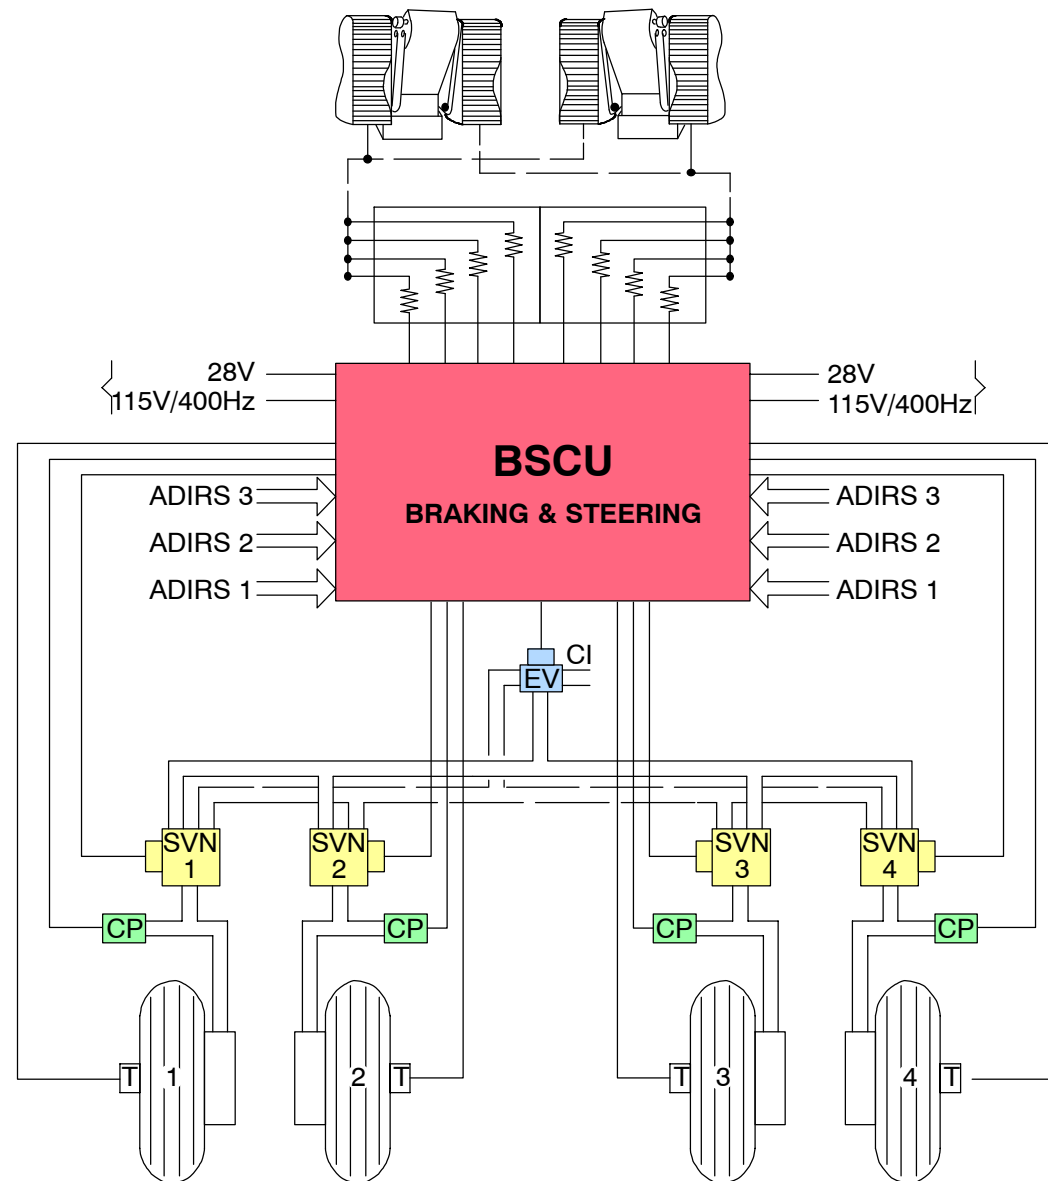 28V
28V
115V/400Hz
115V/400Hz
BSCU
BRAKING & STEERING
ADIRS 3
ADIRS 3
ADIRS 2
ADIRS 2
ADIRS 1
ADIRS 1
CI
EV
SVN
1
SVN
2
SVN
3
SVN
4
CP
CP
CP
CP
T
1
2
T
T
3
4
T